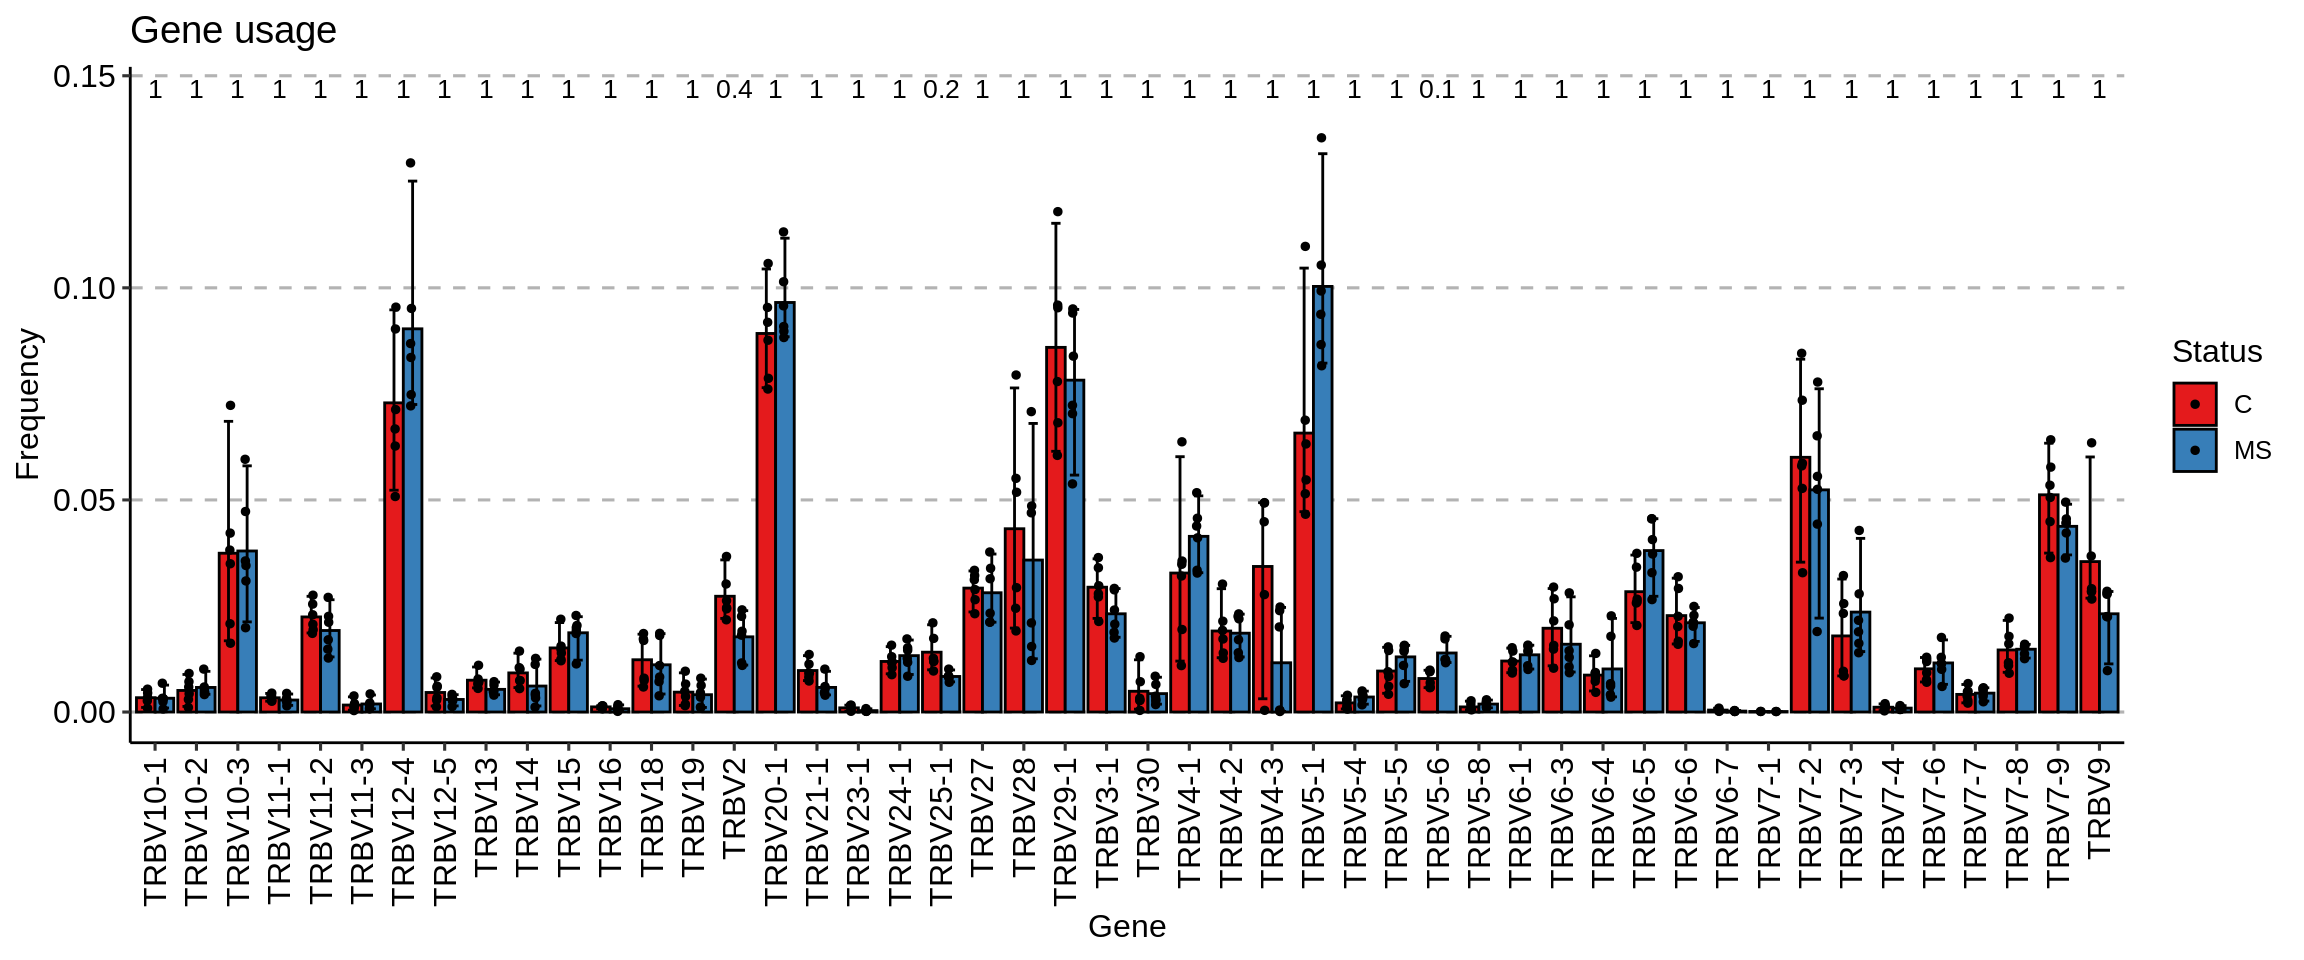 Gene usage
0.15
1 1 1 1 1 1 1 1 1 1 1 1 1 1 0.4 1 1 1 1 0.2 1 1 1 1 1 1 1 1 1 1 1 0.1 1 1 1 1 1 1 1 1 1 1 1 1 1 1 1 1
0.10
0.05
0.00
Frequency
Status
C
MS
TRBV10-1
TRBV10-2
TRBV10-3
TRBV11-1
TRBV11-2
TRBV11-3
TRBV12-4
TRBV12-5
TRBV13
TRBV14
TRBV15
TRBV16
TRBV18
TRBV19
TRBV2
TRBV20-1
TRBV21-1
TRBV23-1
TRBV24-1
TRBV25-1
TRBV27
TRBV28
TRBV29-1
TRBV3-1
TRBV30
TRBV4-1
TRBV4-2
TRBV4-3
TRBV5-1
TRBV5-4
TRBV5-5
TRBV5-6
TRBV5-8
TRBV6-1
TRBV6-3
TRBV6-4
TRBV6-5
TRBV6-6
TRBV6-7
TRBV7-1
TRBV7-2
TRBV7-3
TRBV7-4
TRBV7-6
TRBV7-7
TRBV7-8
TRBV7-9
TRBV9
Gene